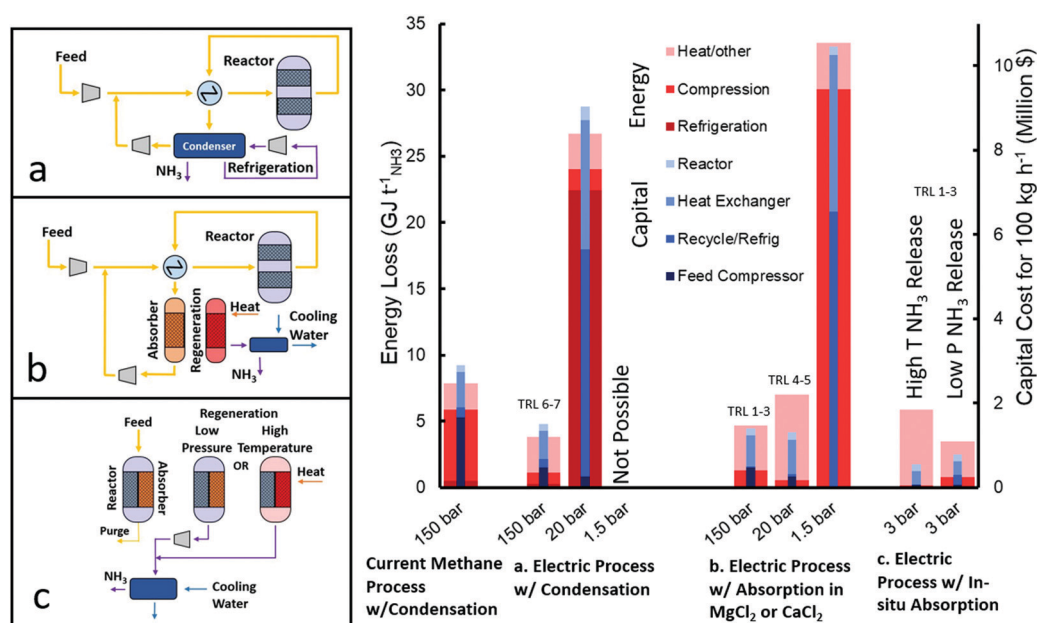 Feed
Reactor
Condenser
NH3
Refrigeration
a
Feed
Reactor
Absorber
Regeneration
Heat
Cooling
Water
NH3
b
Feed
Regeneration
Low
Pressure
OR
High
Temperature
Reactor
Absorber
Heat
Purge
NH3
Cooling
Water
c
Energy Loss (GJ t⁻¹NH3)
35
30
25
20
15
10
5
0
Energy
Heat/other
Compression
Refrigeration
Capital
Reactor
Heat Exchanger
Recycle/Refrig
Feed Compressor
TRL 6-7
Not Possible
TRL 1-3
TRL 4-5
TRL 1-3
High T NH3 Release
Low P NH3 Release
10
8
6
4
2
0
Capital Cost for 100 kg h⁻¹ (Million $)
150 bar
150 bar
20 bar
1.5 bar
150 bar
20 bar
1.5 bar
3 bar
3 bar
Current Methane
Process
w/Condensation
a. Electric Process
w/ Condensation
b. Electric Process
w/ Absorption in
MgCl2 or CaCl2
c. Electric
Process w/ In-
situ Absorption